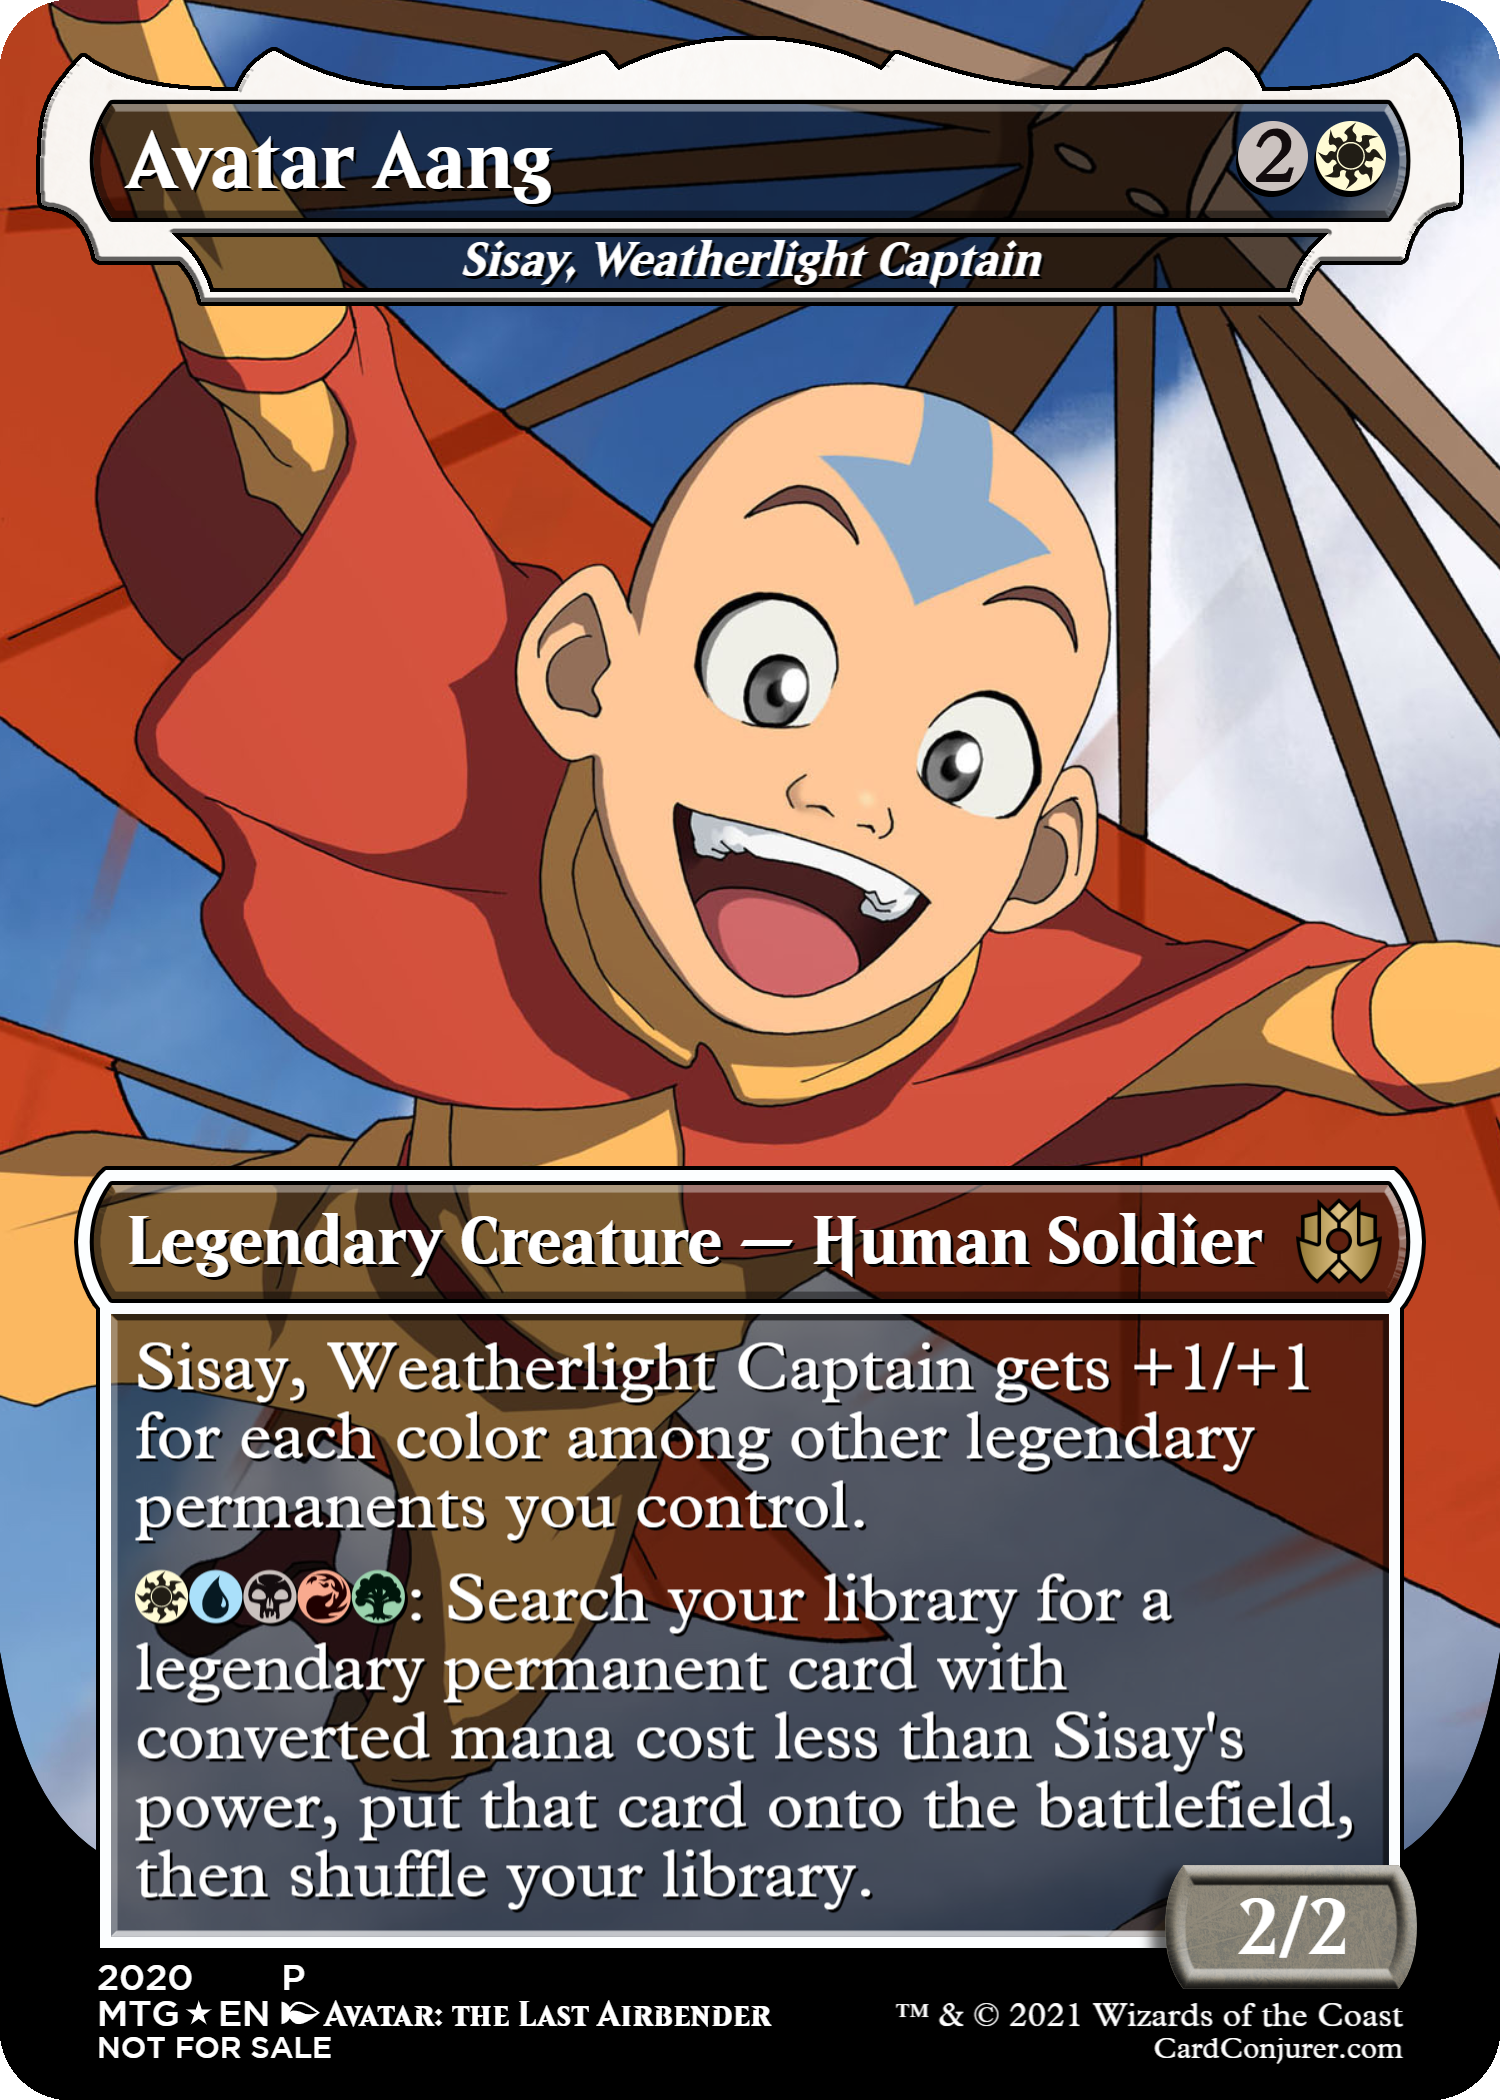 Avatar Aang 2
Sisay, Weatherlight Captain
Legendary Creature — Human Soldier
Sisay, Weatherlight Captain gets +1/+1
for each color among other legendary
permanents you control.
: Search your library for a
legendary permanent card with
converted mana cost less than Sisay's
power, put that card onto the battlefield,
then shuffle your library.
2/2
2020 P
MTG★EN Avatar: the Last Airbender
NOT FOR SALE
™ & © 2021 Wizards of the Coast
CardConjurer.com